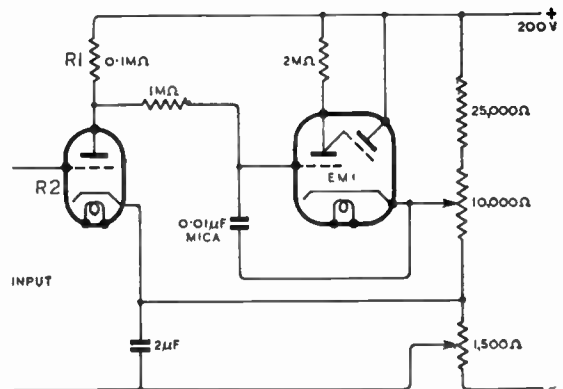 +
200V
R1
0·1MΩ
2MΩ
1MΩ
25,000Ω
R2
EM1
10,000Ω
0·01µF
MICA
INPUT
2µF
1,500Ω